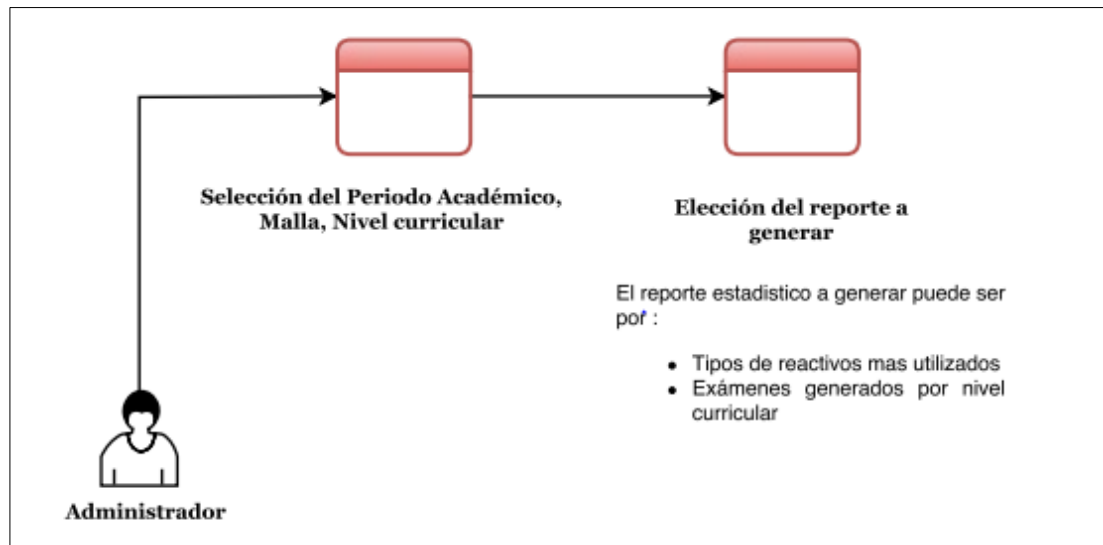 Selección del Periodo Académico,
Malla, Nivel curricular
Elección del reporte a
generar
El reporte estadistico a generar puede ser
por :
• Tipos de reactivos mas utilizados
• Exámenes generados por nivel
curricular
Administrador